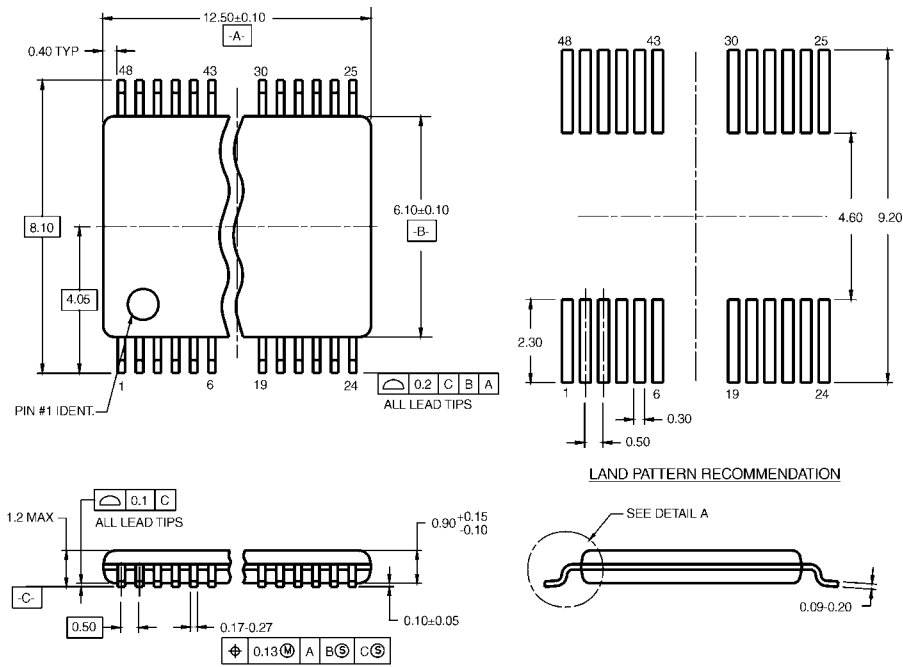 12.50±0.10
-A-
0.40 TYP
48 43 30 25
8.10
4.05
6.10±0.10
-B-
1 6 19 24
PIN #1 IDENT.
0.2 C B A
ALL LEAD TIPS
48 43 30 25
4.60
9.20
2.30
1 6 19 24
0.30
0.50
LAND PATTERN RECOMMENDATION
0.1 C
ALL LEAD TIPS
1.2 MAX
0.90 +0.15
-0.10
-C-
0.10±0.05
0.50
0.17-0.27
0.13 Ⓜ A B Ⓢ C Ⓢ
SEE DETAIL A
0.09-0.20